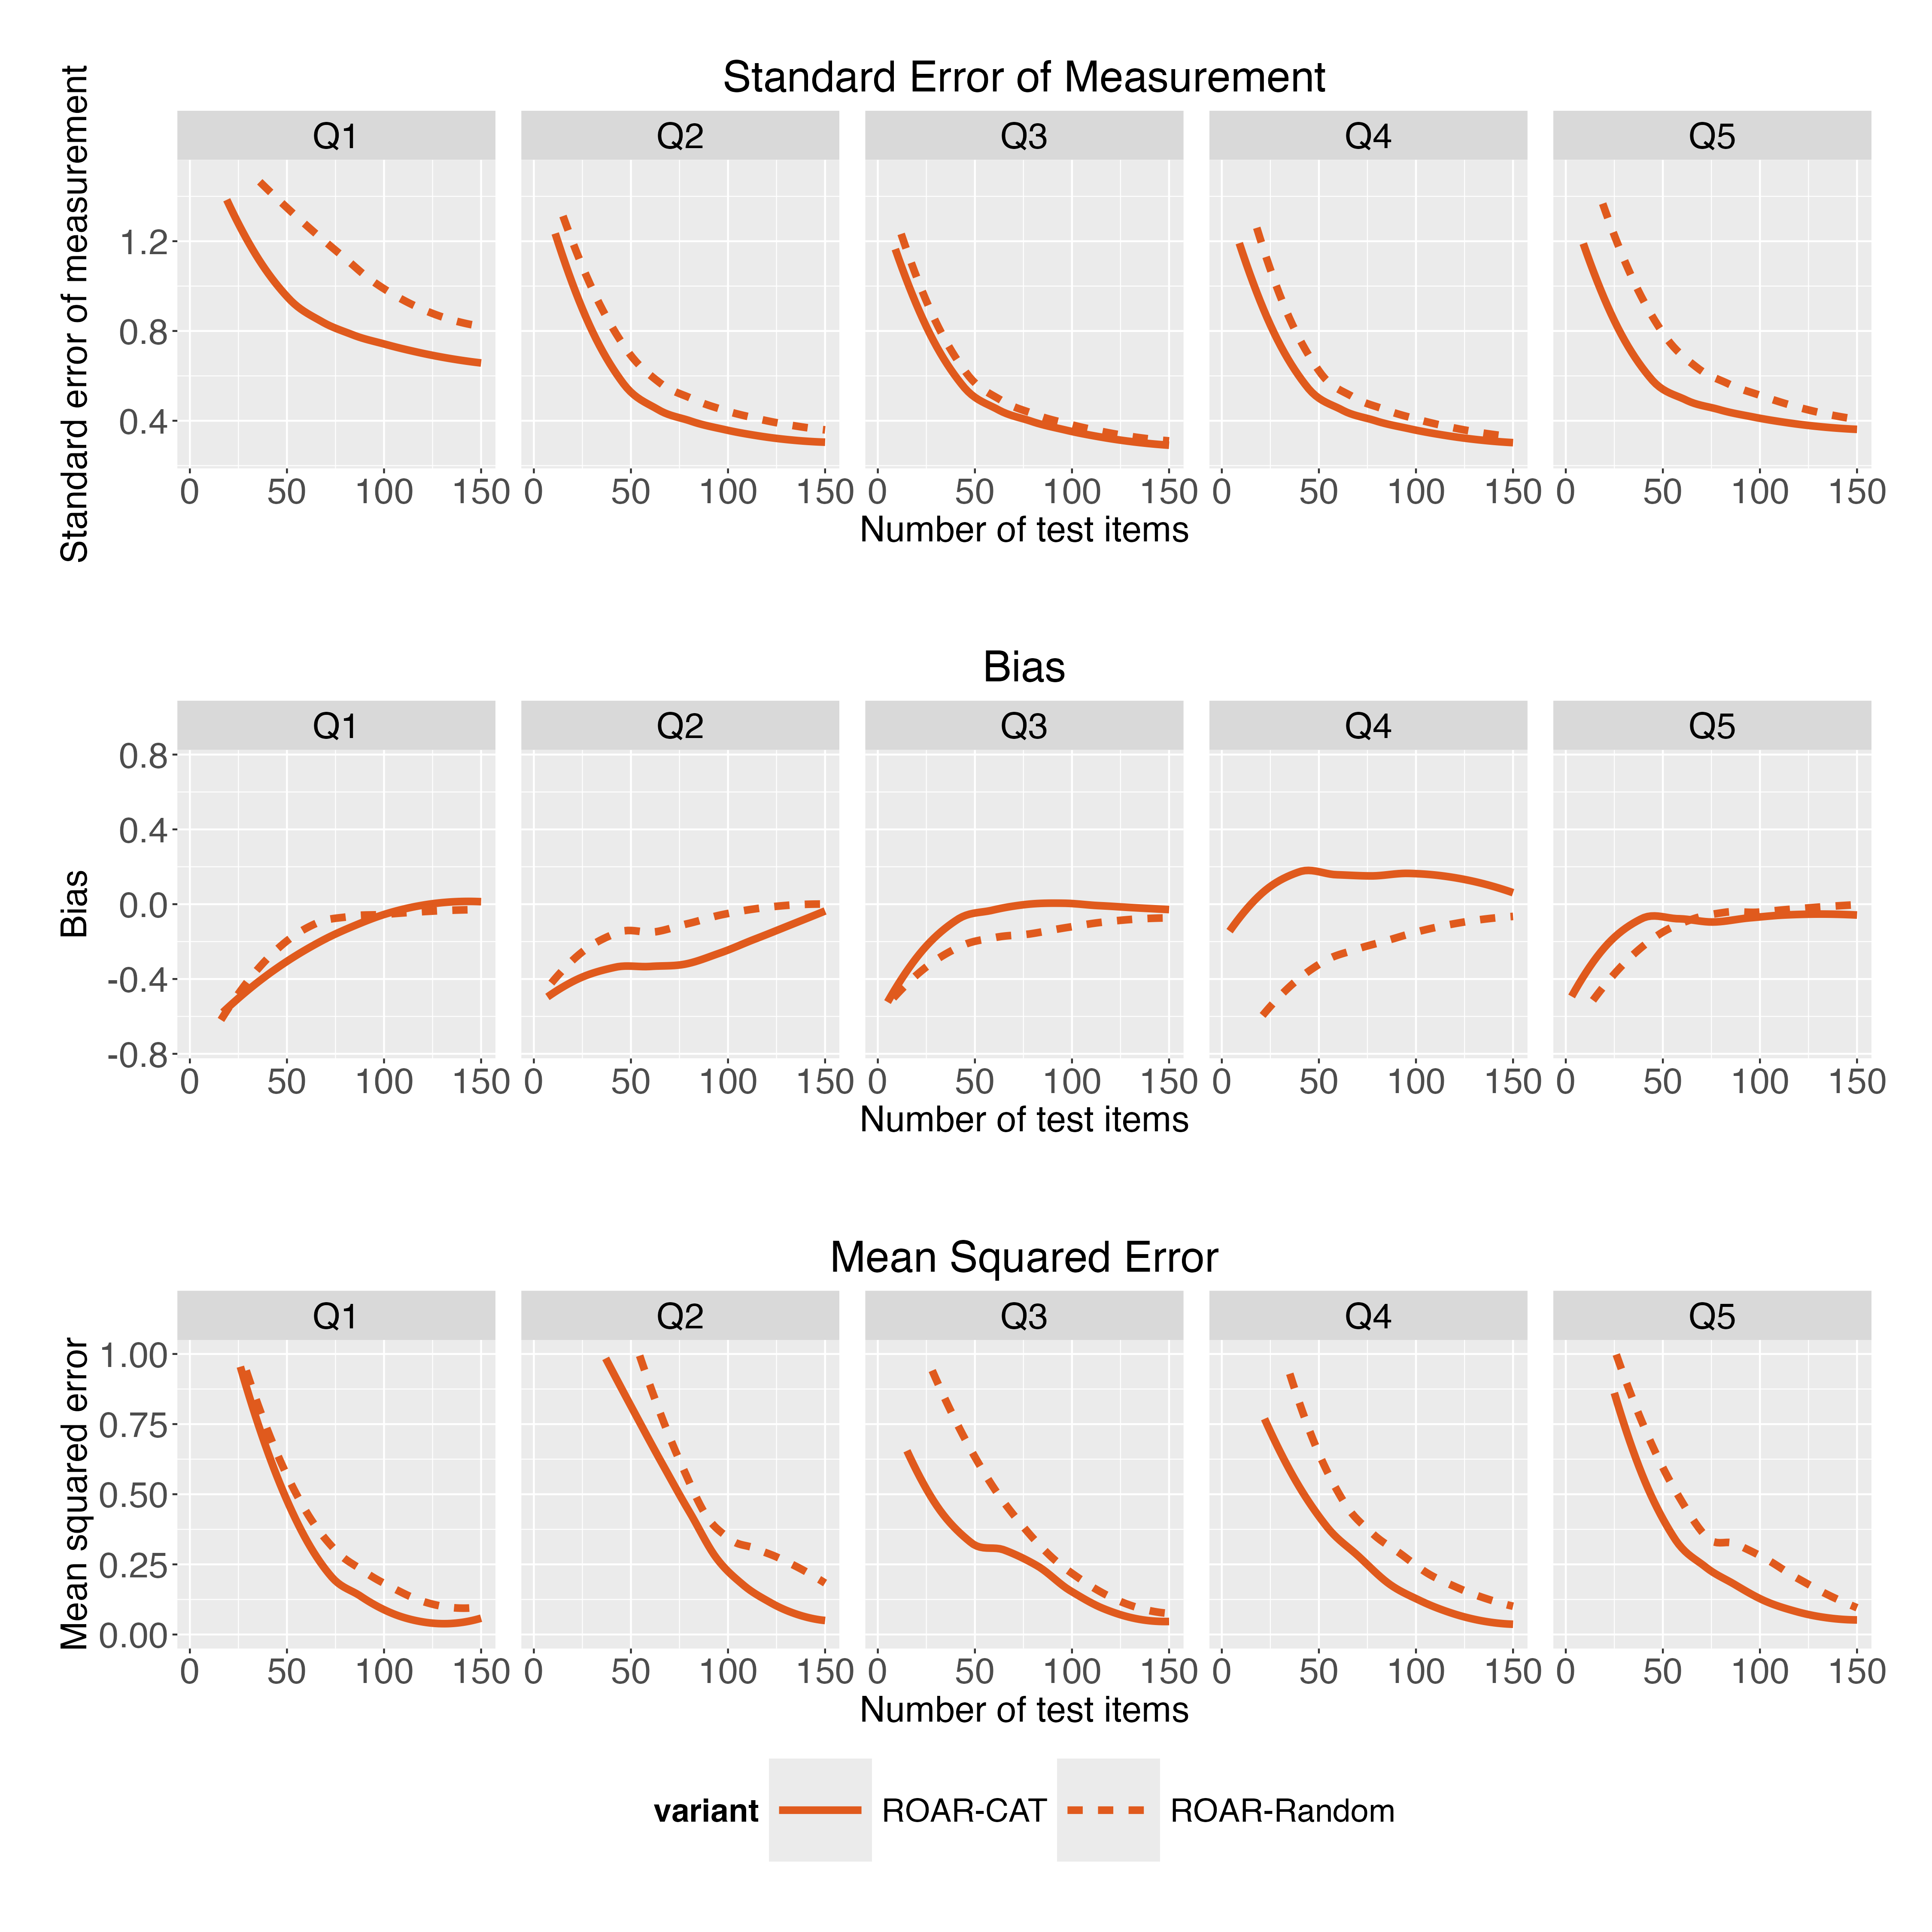 Standard Error of Measurement
Q1 Q2 Q3 Q4 Q5
Standard error of measurement
1.2
0.8
0.4
0 50 100 150 0 50 100 150 0 50 100 150 0 50 100 150 0 50 100 150
Number of test items
Bias
Q1 Q2 Q3 Q4 Q5
Bias
0.8
0.4
0.0
-0.4
-0.8
0 50 100 150 0 50 100 150 0 50 100 150 0 50 100 150 0 50 100 150
Number of test items
Mean Squared Error
Q1 Q2 Q3 Q4 Q5
Mean squared error
1.00
0.75
0.50
0.25
0.00
0 50 100 150 0 50 100 150 0 50 100 150 0 50 100 150 0 50 100 150
Number of test items
variant ROAR-CAT ROAR-Random